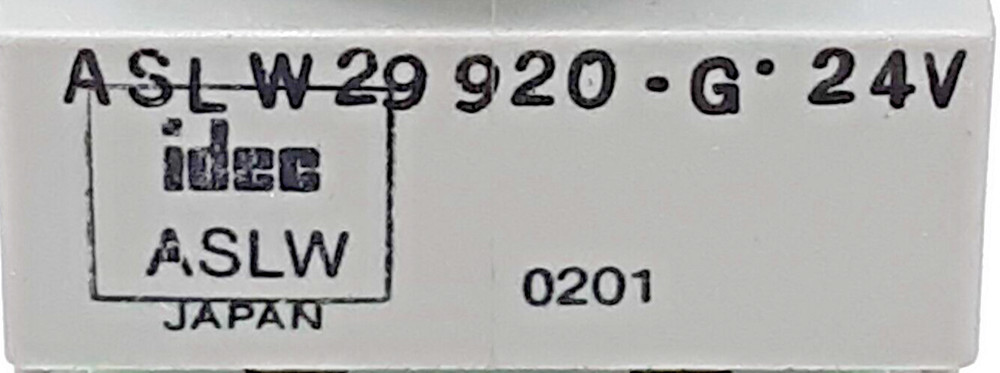 ASLW29920-G· 24V
idec
ASLW
JAPAN
0201